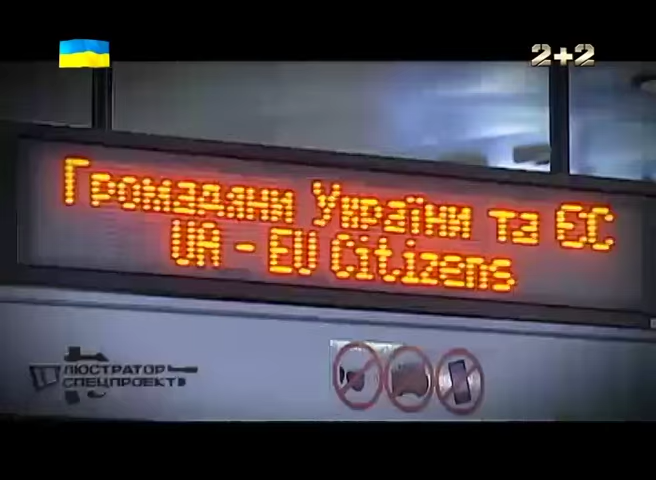 2+2
Громадяни України та ЄС
UA - EU Citizens
ЛЮСТРАТОР
СПЕЦПРОЕКТ